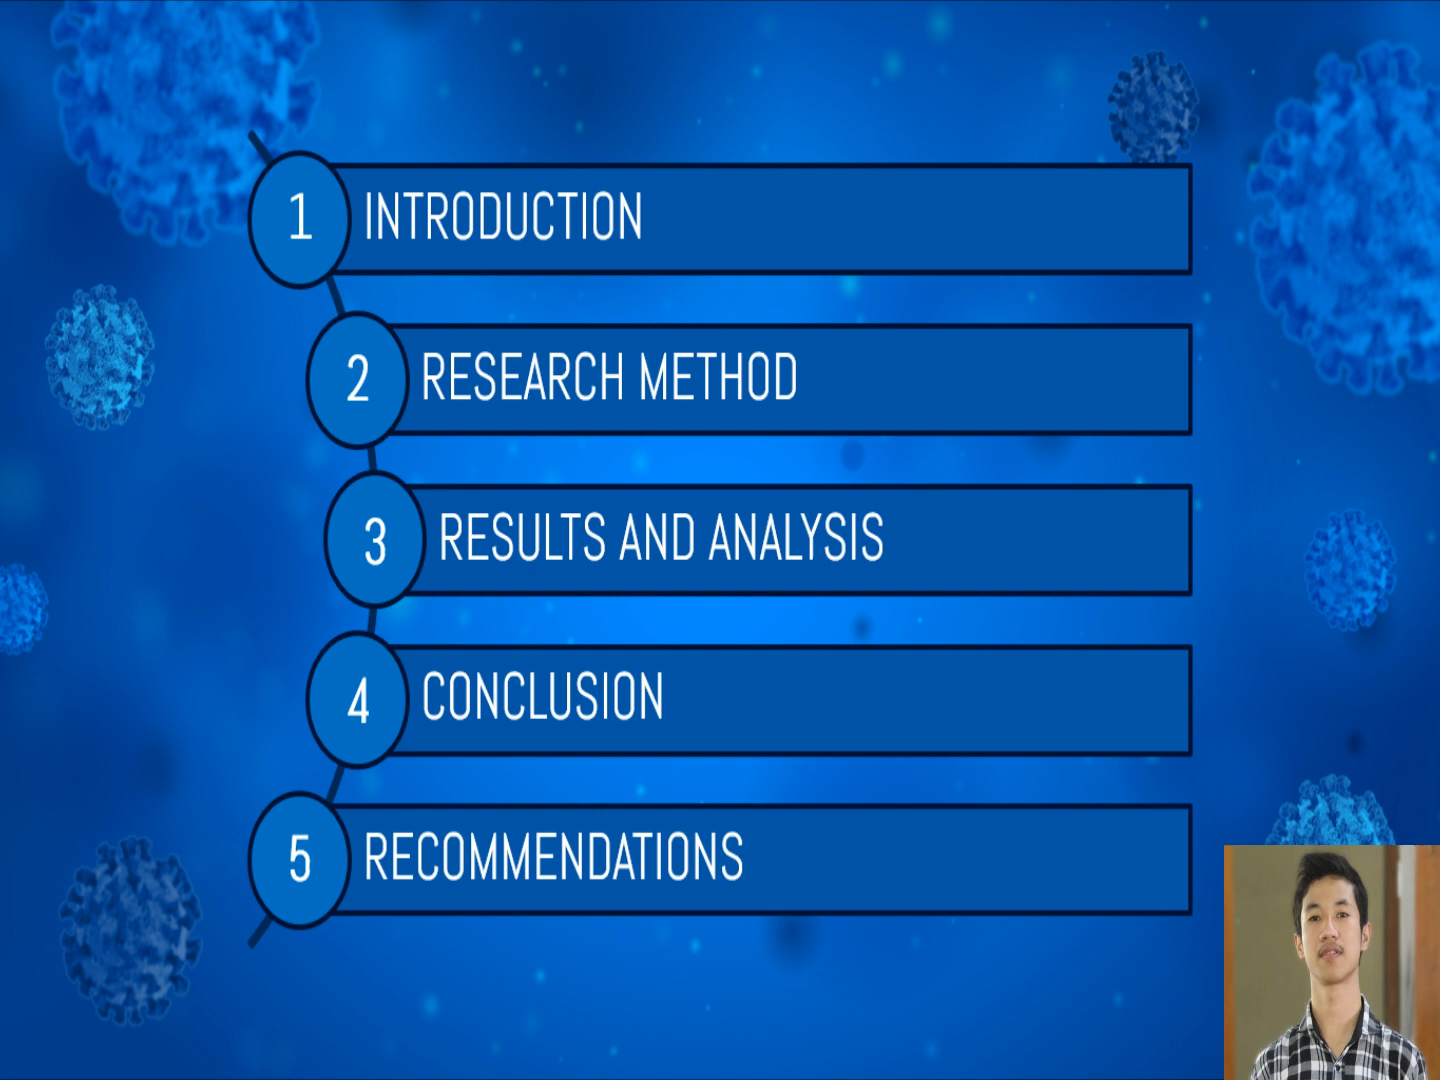 1 INTRODUCTION
2 RESEARCH METHOD
3 RESULTS AND ANALYSIS
4 CONCLUSION
5 RECOMMENDATIONS